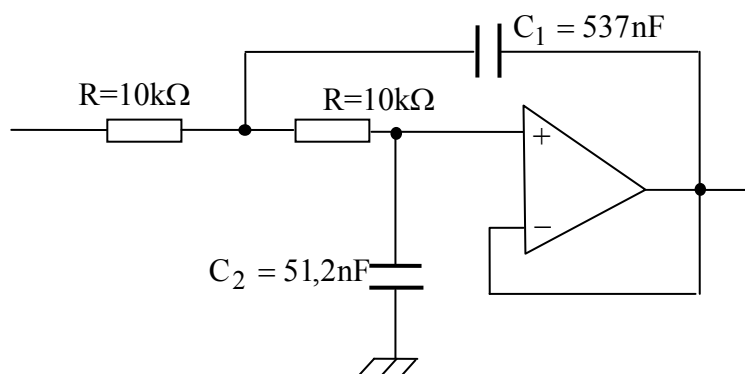 C₁ = 537nF
R=10kΩ
R=10kΩ
+
−
C₂ = 51,2nF